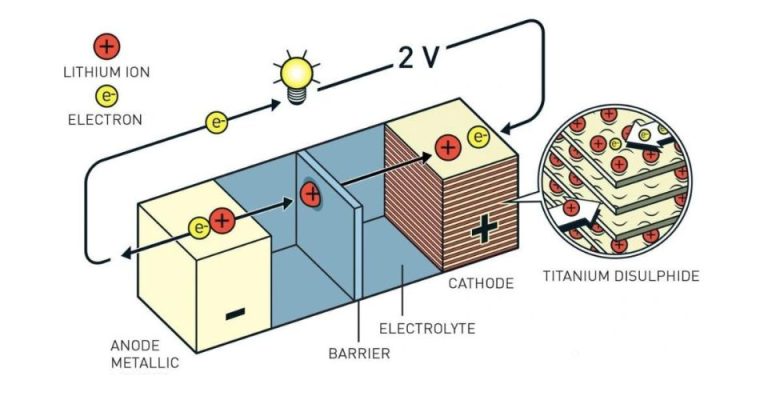 +
LITHIUM ION
e-
ELECTRON
2 V
e-
+
e-
+
e-
+
+
-
ANODE
METALLIC
BARRIER
ELECTROLYTE
CATHODE
TITANIUM DISULPHIDE